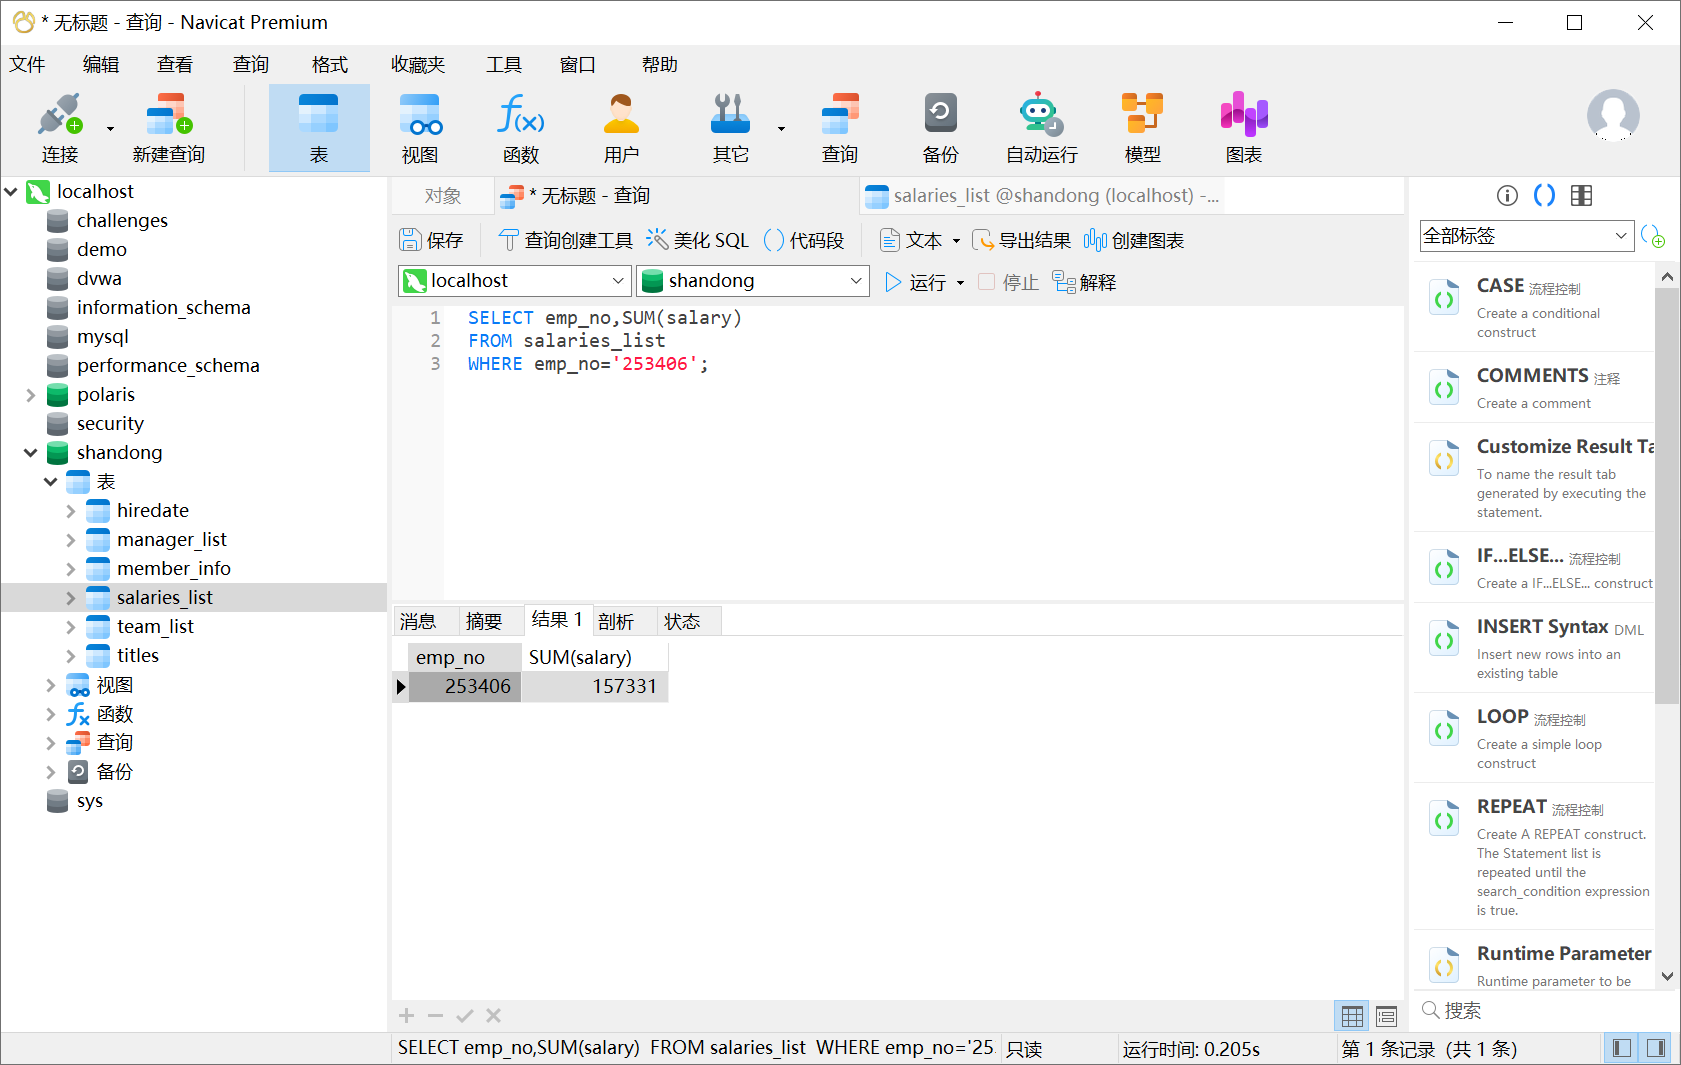 * 无标题 - 查询 - Navicat Premium
文件 编辑 查看 查询 格式 收藏夹 工具 窗口 帮助
连接 新建查询 表 视图 函数 用户 其它 查询 备份 自动运行 模型 图表
localhost
challenges
demo
dvwa
information_schema
mysql
performance_schema
polaris
security
shandong
表
hiredate
manager_list
member_info
salaries_list
team_list
titles
视图
函数
查询
备份
sys
对象 * 无标题 - 查询 salaries_list @shandong (localhost) -...
保存 查询创建工具 美化 SQL 代码段 文本 导出结果 创建图表
localhost shandong 运行 停止 解释
1 SELECT emp_no,SUM(salary)
2 FROM salaries_list
3 WHERE emp_no='253406';
消息 摘要 结果 1 剖析 状态
emp_no SUM(salary)
253406 157331
全部标签
CASE 流程控制
Create a conditional
construct
COMMENTS 注释
Create a comment
Customize Result Ta
To name the result tab
generated by executing the
statement.
IF...ELSE... 流程控制
Create a IF...ELSE... construct
INSERT Syntax DML
Insert new rows into an
existing table
LOOP 流程控制
Create a simple loop
construct
REPEAT 流程控制
Create A REPEAT construct.
The Statement list is
repeated until the
search_condition expression
is true.
Runtime Parameter
Runtime parameter to be
搜索
SELECT emp_no,SUM(salary) FROM salaries_list WHERE emp_no='25. 只读 运行时间: 0.205s 第 1 条记录 (共 1 条)